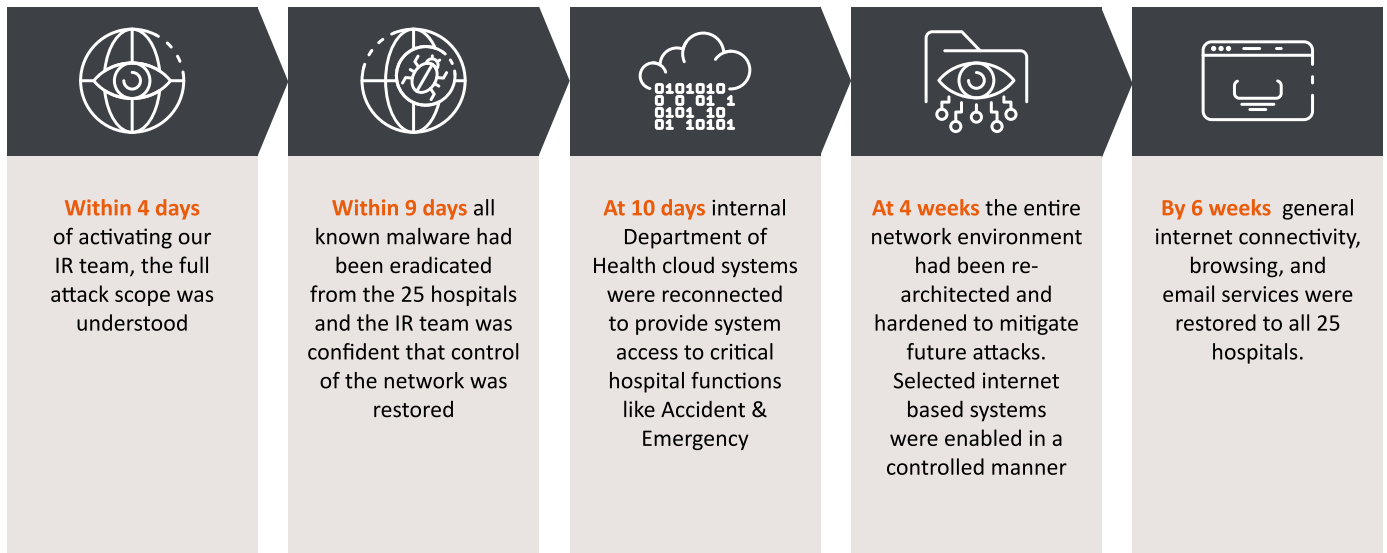 0101010
0 0 01 1
0101 10
01 10101
Within 4 days
of activating our
IR team, the full
attack scope was
understood
Within 9 days all
known malware had
been eradicated
from the 25 hospitals
and the IR team was
confident that control
of the network was
restored
At 10 days internal
Department of
Health cloud systems
were reconnected
to provide system
access to critical
hospital functions
like Accident &
Emergency
At 4 weeks the entire
network environment
had been re-
architected and
hardened to mitigate
future attacks.
Selected internet
based systems
were enabled in a
controlled manner
By 6 weeks general
internet connectivity,
browsing, and
email services were
restored to all 25
hospitals.